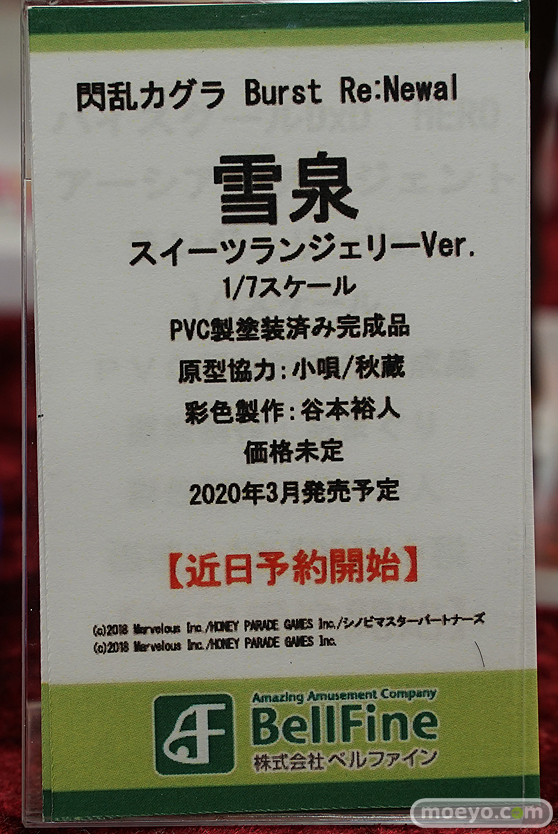 閃乱カグラ Burst Re:Newal
雪泉
スイーツランジェリーVer.
1/7スケール
PVC製塗装済み完成品
原型協力:小唄/秋蔵
彩色製作:谷本裕人
価格未定
2020年3月発売予定
【近日予約開始】
(c)2018 Marvelous Inc./HONEY PARADE GAMES Inc./シノビマスターパートナーズ
(c)2018 Marvelous Inc./HONEY PARADE GAMES Inc.
Amazing Amusement Company
BellFine
株式会社 ベルファイン
moeyo.com